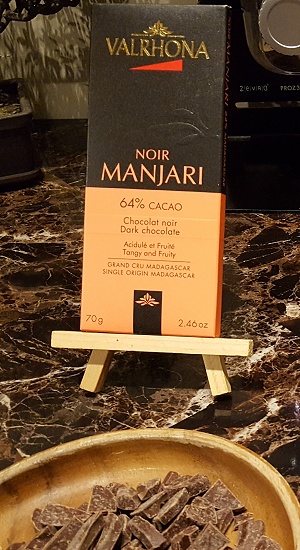 VALRHONA
NOIR
MANJARI
64% CACAO
Chocolat noir
Dark chocolate
Acidulé et Fruité
Tangy and Fruity
GRAND CRU MADAGASCAR
SINGLE ORIGIN MADAGASCAR
70g 2.46oz